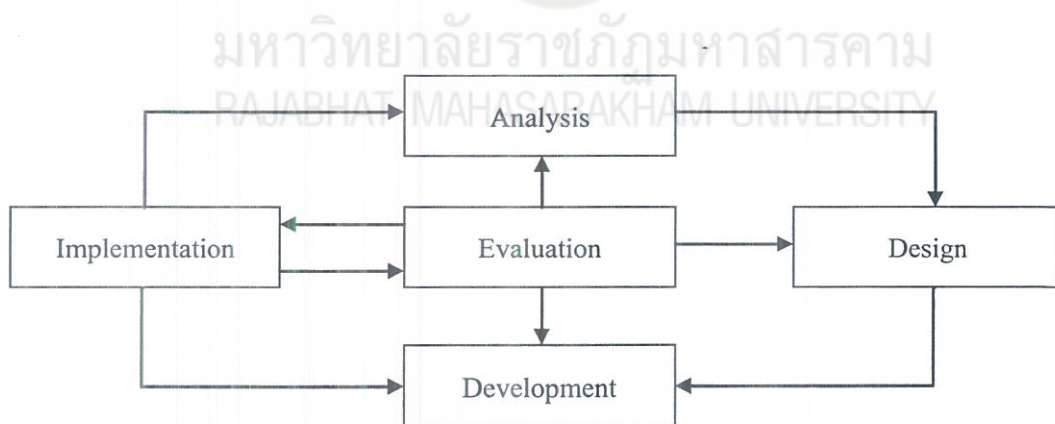 มหาวิทยาลัยราชภัฏมหาสารคาม
RAJABHAT MAHASARAKHAM UNIVERSITY
Analysis
Implementation
Evaluation
Design
Development